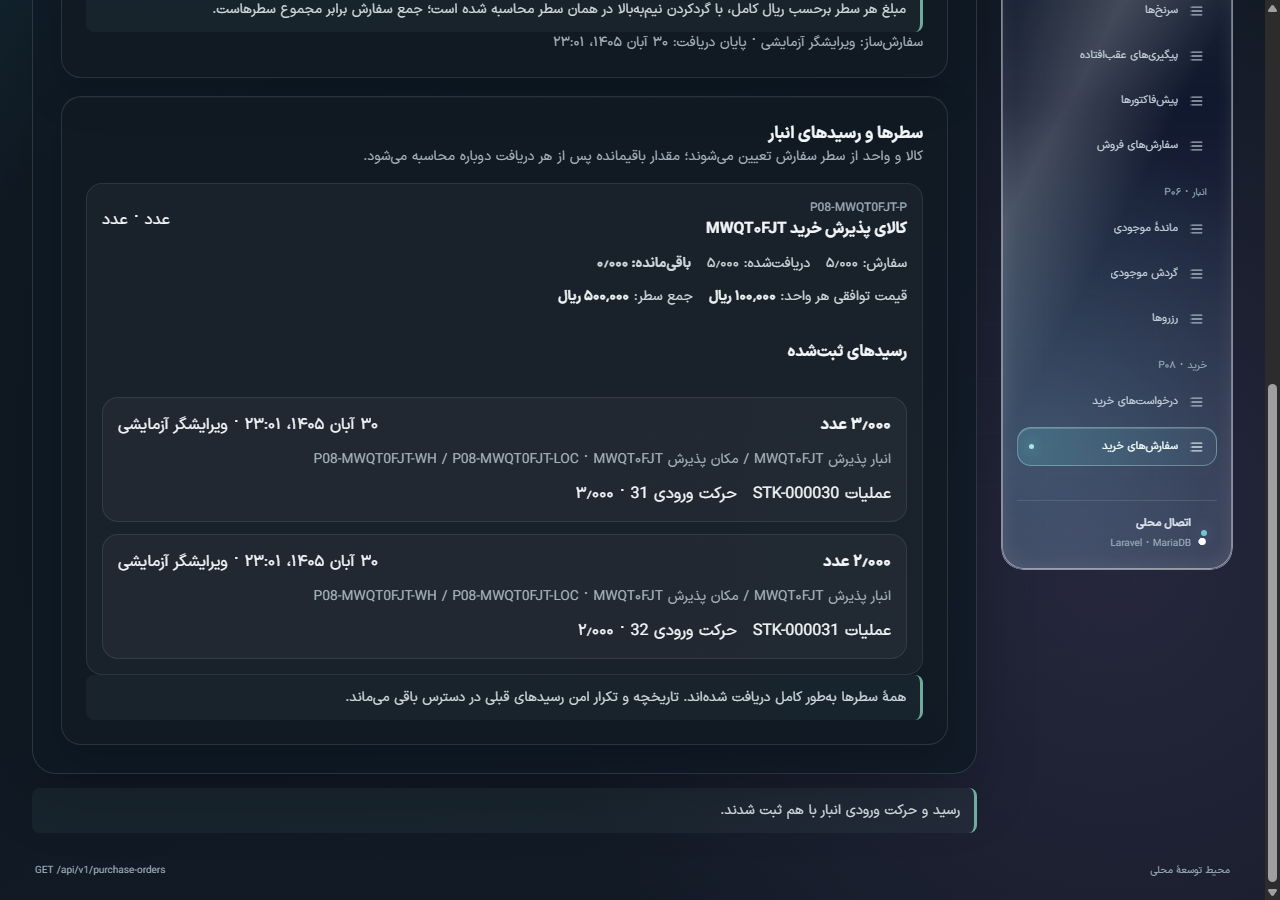 مبلغ هر سطر برحسب ریال کامل، با گردکردن نیم‌به‌بالا در همان سطر محاسبه شده است؛ جمع سفارش برابر مجموع سطرهاست.
سفارش‌ساز: ویرایشگر آزمایشی · پایان دریافت: ۳۰ آبان ۱۴۰۵، ۲۳:۰۱
سطرها و رسیدهای انبار
کالا و واحد از سطر سفارش تعیین می‌شوند؛ مقدار باقیمانده پس از هر دریافت دوباره محاسبه می‌شود.
P08-MWQT0FJT-P
کالای پذیرش خرید MWQT۰FJT
عدد · عدد
سفارش: ۵٫۰۰۰ دریافت‌شده: ۵٫۰۰۰ باقی‌مانده: ۰٫۰۰۰
قیمت توافقی هر واحد: ۱۰۰٬۰۰۰ ریال جمع سطر: ۵۰۰٬۰۰۰ ریال
رسیدهای ثبت‌شده
۳٫۰۰۰ عدد
۳۰ آبان ۱۴۰۵، ۲۳:۰۱ · ویرایشگر آزمایشی
انبار پذیرش MWQT۰FJT / مکان پذیرش MWQT۰FJT · P08-MWQT0FJT-WH / P08-MWQT0FJT-LOC
عملیات STK-000030 حرکت ورودی 31 · ۳٫۰۰۰
۲٫۰۰۰ عدد
۳۰ آبان ۱۴۰۵، ۲۳:۰۱ · ویرایشگر آزمایشی
انبار پذیرش MWQT۰FJT / مکان پذیرش MWQT۰FJT · P08-MWQT0FJT-WH / P08-MWQT0FJT-LOC
عملیات STK-000031 حرکت ورودی 32 · ۲٫۰۰۰
همهٔ سطرها به‌طور کامل دریافت شده‌اند. تاریخچه و تکرار امن رسیدهای قبلی در دسترس باقی می‌ماند.
رسید و حرکت ورودی انبار با هم ثبت شدند.
سرنخ‌ها
پیگیری‌های عقب‌افتاده
پیش‌فاکتورها
سفارش‌های فروش
انبار · P۰۶
ماندهٔ موجودی
گردش موجودی
رزروها
خرید · P۰۸
درخواست‌های خرید
سفارش‌های خرید
اتصال محلی
Laravel · MariaDB
محیط توسعهٔ محلی
GET /api/v1/purchase-orders